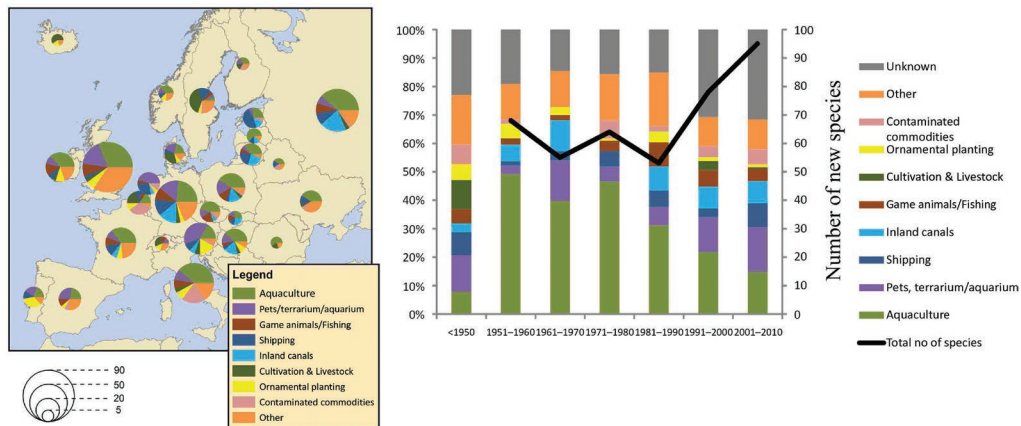 Legend
Aquaculture
Pets/terrarium/aquarium
Game animals/Fishing
Shipping
Inland canals
Cultivation & Livestock
Ornamental planting
Contaminated commodities
Other
90
50
20
5
100%
90%
80%
70%
60%
50%
40%
30%
20%
10%
0%
<1950
1951–1960
1961–1970
1971–1980
1981–1990
1991–2000
2001–2010
100
90
80
70
60
50
40
30
20
10
0
Number of new species
Unknown
Other
Contaminated
commodities
Ornamental planting
Cultivation & Livestock
Game animals/Fishing
Inland canals
Shipping
Pets, terrarium/aquarium
Aquaculture
Total no of species